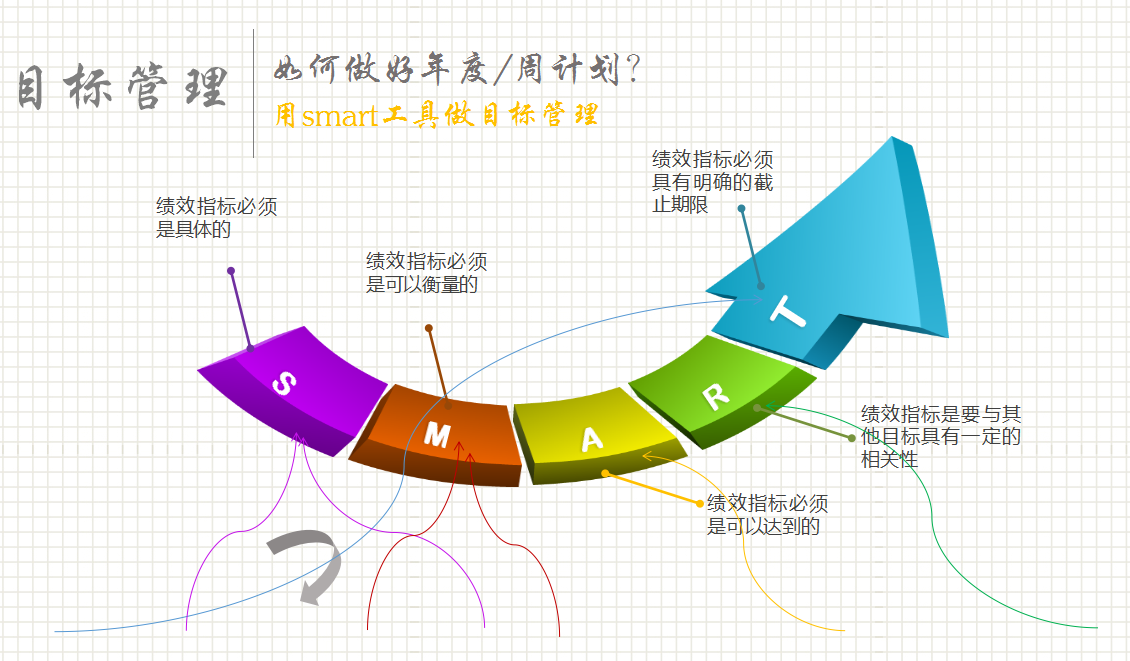 目标管理
如何做好年度/周计划?
用smart工具做目标管理
绩效指标必须
具有明确的截
止期限
绩效指标必须
是具体的
绩效指标必须
是可以衡量的
T
S
M
A
R
绩效指标是要与其
他目标具有一定的
相关性
绩效指标必须
是可以达到的